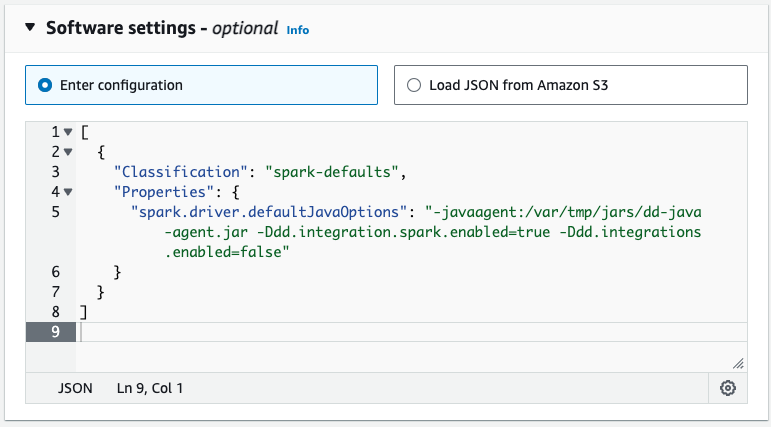 Software settings - optional Info
Enter configuration
Load JSON from Amazon S3
1 [
2 {
3 "Classification": "spark-defaults",
4 "Properties": {
5 "spark.driver.defaultJavaOptions": "-javaagent:/var/tmp/jars/dd-java
-agent.jar -Ddd.integration.spark.enabled=true -Ddd.integrations
.enabled=false"
6 }
7 }
8 ]
9
JSON Ln 9, Col 1